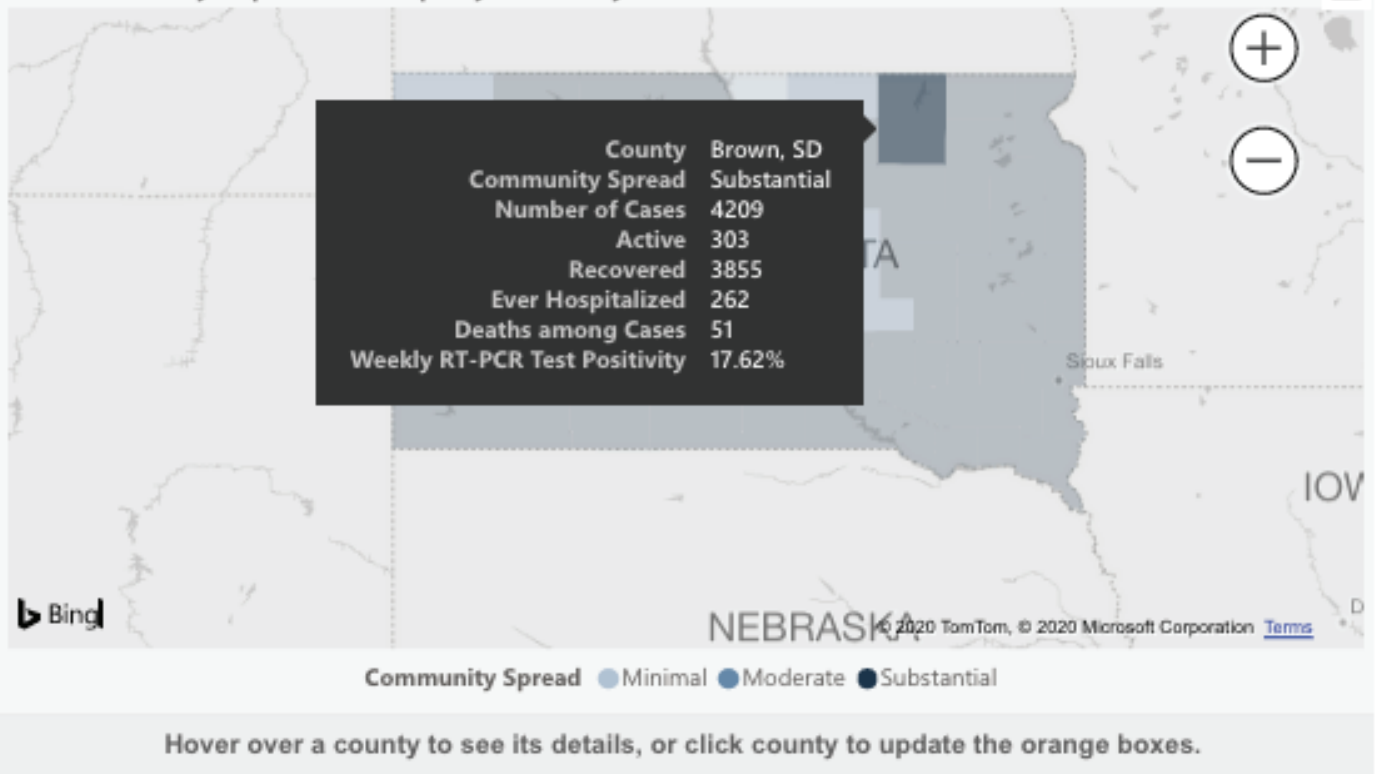 County Brown, SD
Community Spread Substantial
Number of Cases 4209
Active 303
Recovered 3855
Ever Hospitalized 262
Deaths among Cases 51
Weekly RT-PCR Test Positivity 17.62%
TA
Sioux Falls
IOW
D
Bing
NEBRASKA
© 2020 TomTom, © 2020 Microsoft Corporation Terms
Community Spread Minimal Moderate Substantial
Hover over a county to see its details, or click county to update the orange boxes.